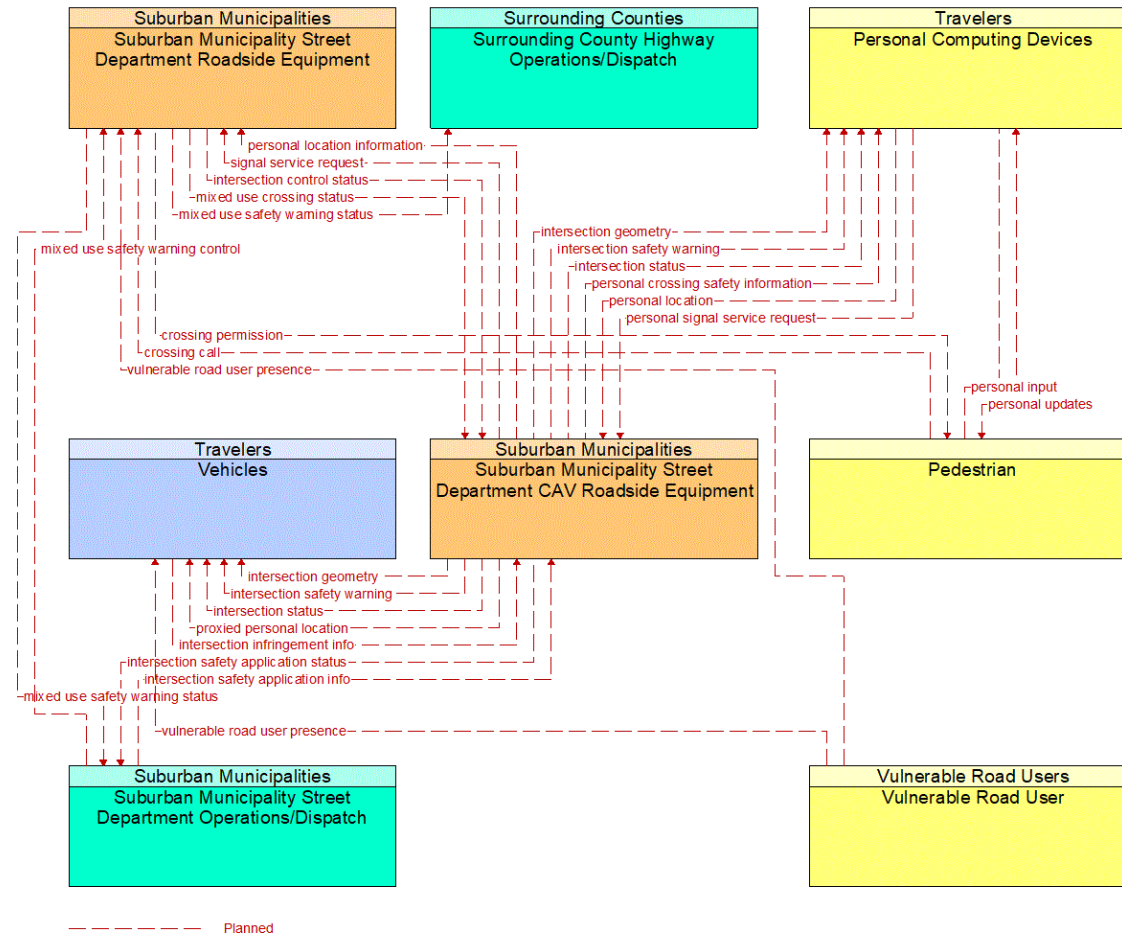 Suburban Municipalities
Suburban Municipality Street
Department Roadside Equipment
Surrounding Counties
Surrounding County Highway
Operations/Dispatch
Travelers
Personal Computing Devices
personal location information
signal service request
intersection control status
mixed use crossing status
mixed use safety warning status
intersection geometry
mixed use safety warning control
intersection safety warning
intersection status
personal crossing safety information
personal location
personal signal service request
crossing permission
crossing call
vulnerable road user presence
personal input
personal updates
Travelers
Vehicles
Suburban Municipalities
Suburban Municipality Street
Department CAV Roadside Equipment
Pedestrian
intersection geometry
intersection safety warning
intersection status
proxied personal location
intersection infringement info
intersection safety application status
intersection safety application info
mixed use safety warning status
vulnerable road user presence
Suburban Municipalities
Suburban Municipality Street
Department Operations/Dispatch
Vulnerable Road Users
Vulnerable Road User
Planned